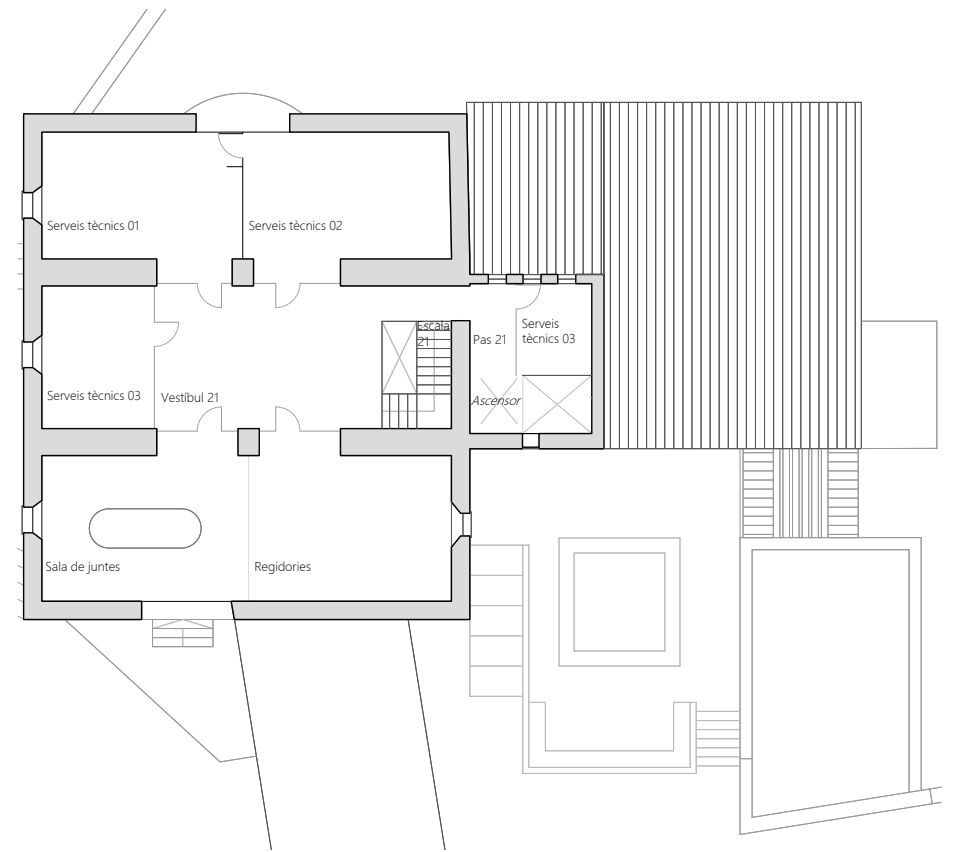 Serveis tècnics 01
Serveis tècnics 02
Escala
21
Pas 21
Serveis
tècnics 03
Serveis tècnics 03
Vestíbul 21
Ascensor
Sala de juntes
Regidories